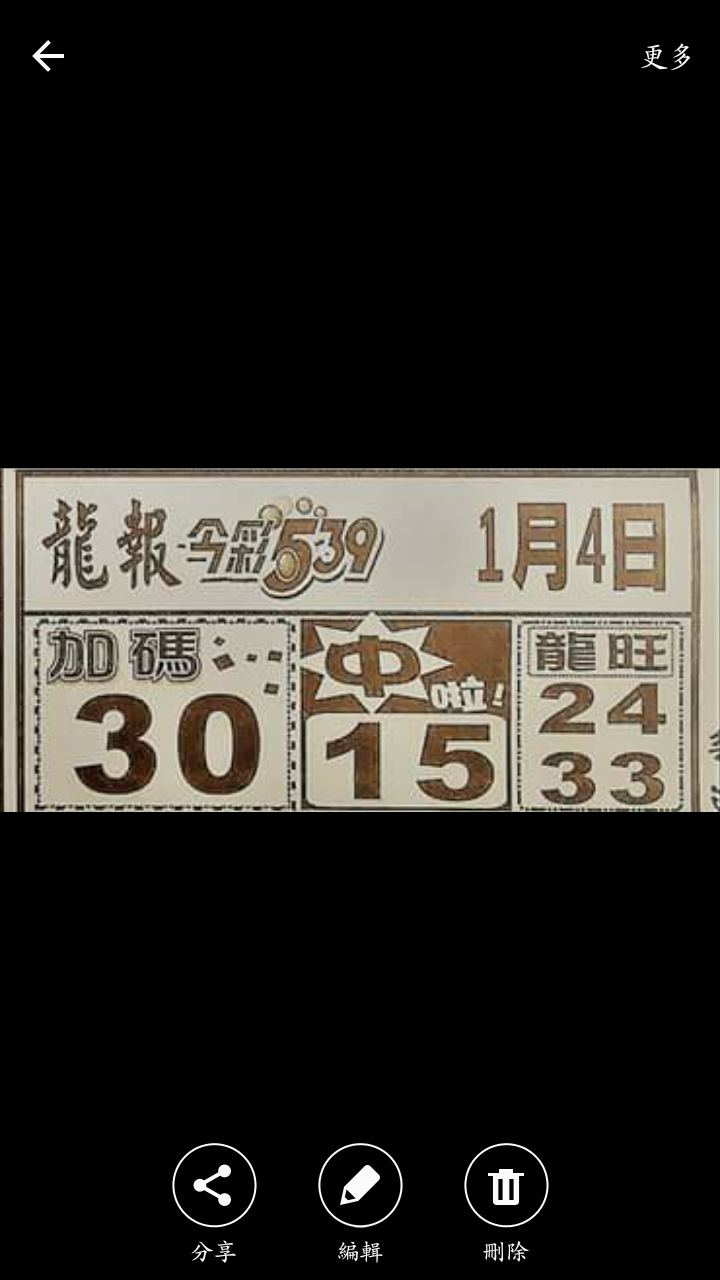 更多
龍報 今彩539 1月4日
加碼
30
中啦!
15
龍旺
24
33
分享 編輯 刪除